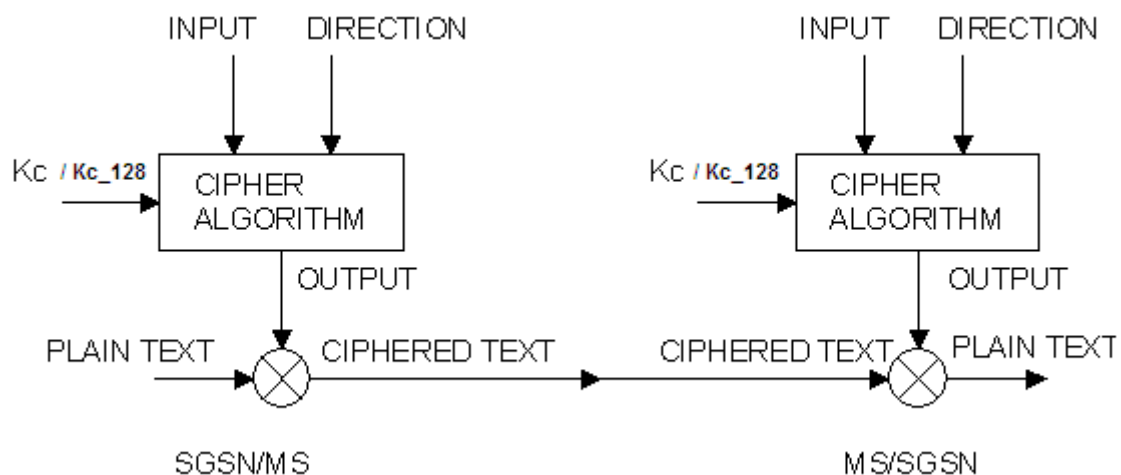 INPUT DIRECTION INPUT DIRECTION
Kc / Kc_128 Kc / Kc_128
CIPHER CIPHER
ALGORITHM ALGORITHM
OUTPUT OUTPUT
PLAIN TEXT CIPHERED TEXT CIPHERED TEXT PLAIN TEXT
SGSN/MS MS/SGSN